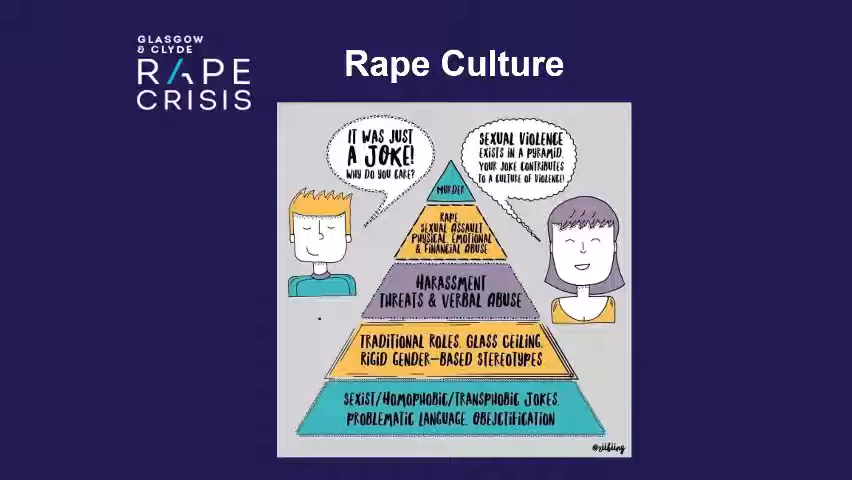 GLASGOW
& CLYDE
RAPE
CRISIS
Rape Culture
IT WAS JUST
A JOKE!
WHY DO YOU CARE?
SEXUAL VIOLENCE
EXISTS IN A PYRAMID.
YOUR JOKE CONTRIBUTES
TO A CULTURE OF VIOLENCE!
MURDER
RAPE
SEXUAL ASSAULT
PHYSICAL, EMOTIONAL
& FINANCIAL ABUSE
HARASSMENT
THREATS & VERBAL ABUSE
TRADITIONAL ROLES, GLASS CEILING,
RIGID GENDER-BASED STEREOTYPES
SEXIST/HOMOPHOBIC/TRANSPHOBIC JOKES,
PROBLEMATIC LANGUAGE, OBEJCTIFICATION